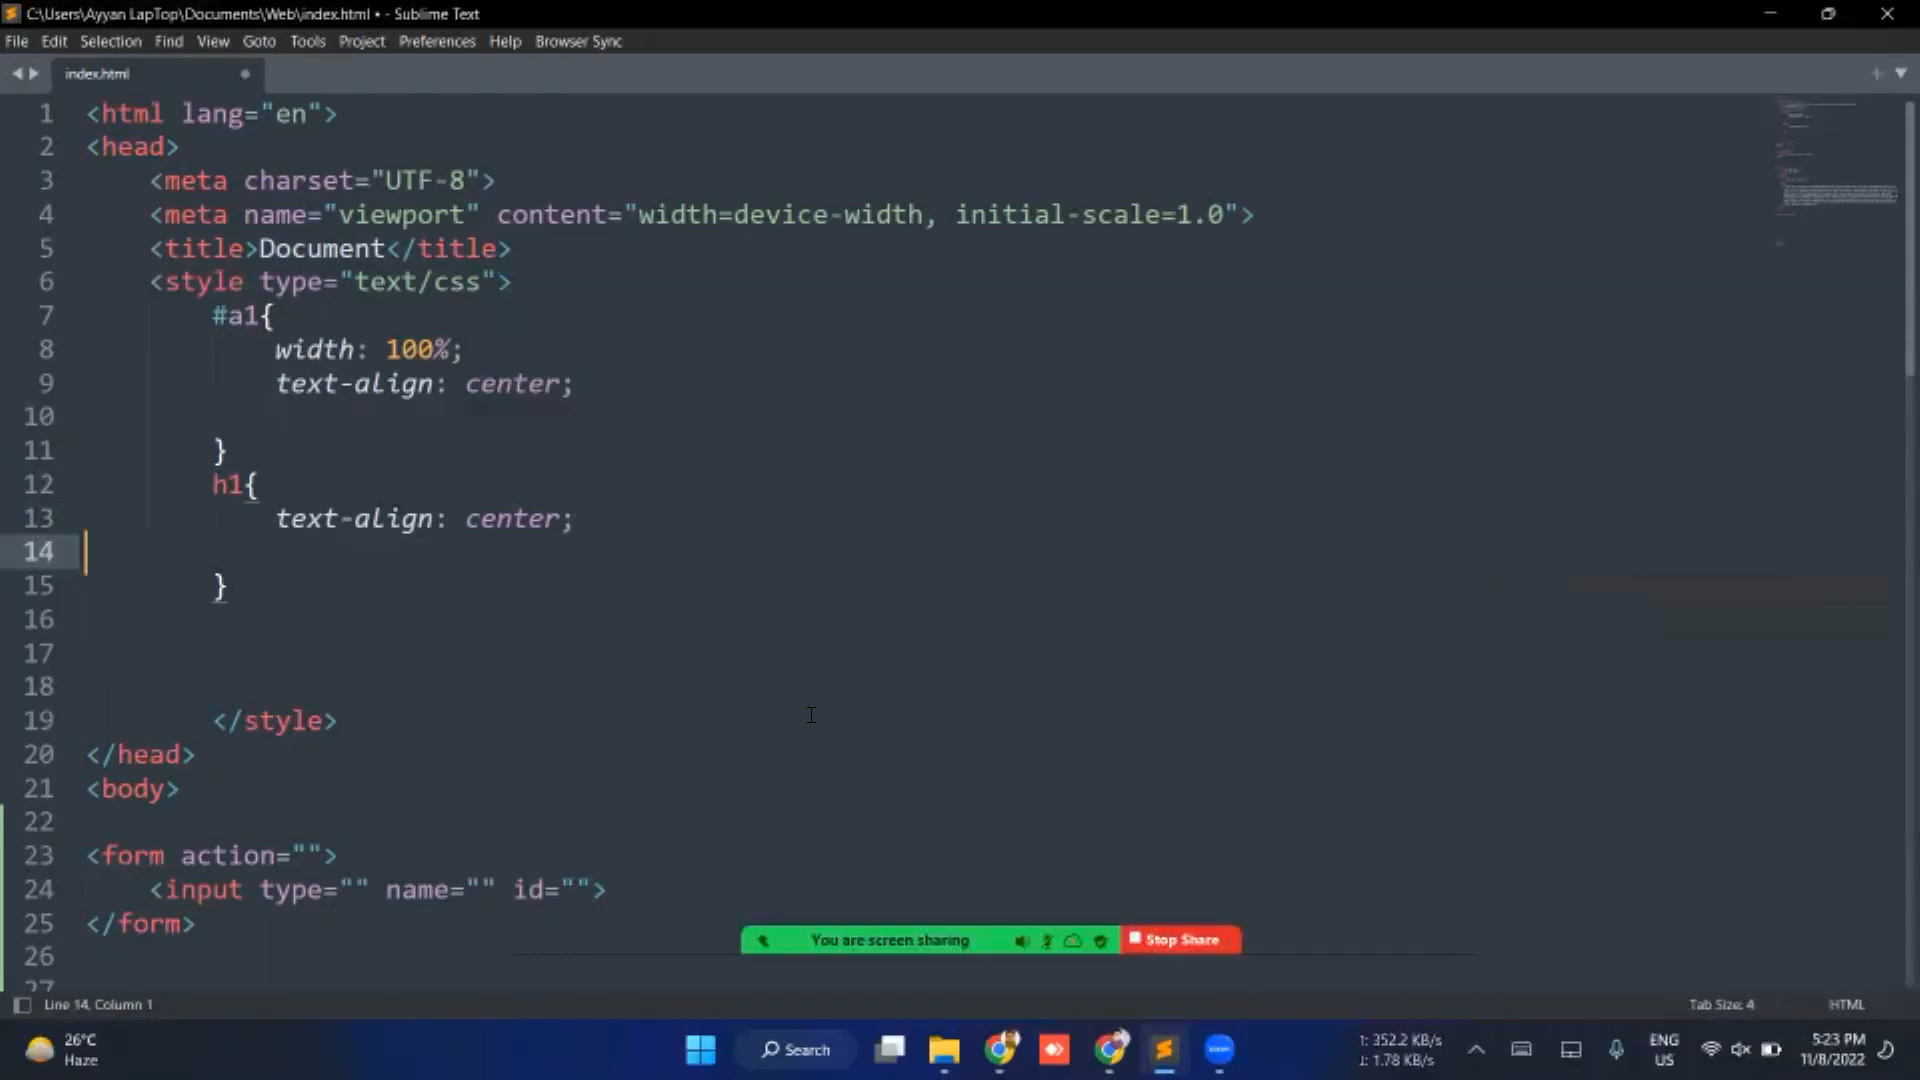 C:\Users\Ayyan LapTop\Documents\Web\index.html • - Sublime Text
File Edit Selection Find View Goto Tools Project Preferences Help Browser Sync
index.html
1 <html lang="en">
2 <head>
3 <meta charset="UTF-8">
4 <meta name="viewport" content="width=device-width, initial-scale=1.0">
5 <title>Document</title>
6 <style type="text/css">
7 #a1{
8 width: 100%;
9 text-align: center;
10
11 }
12 h1{
13 text-align: center;
14
15 }
16
17
18
19 </style>
20 </head>
21 <body>
22
23 <form action="">
24 <input type="" name="" id="">
25 </form>
26
27
You are screen sharing Stop Share
Line 14, Column 1 Tab Size: 4 HTML
26°C
Haze
Search
zoom
↑: 352.2 KB/s
↓: 1.78 KB/s
ENG
US
5:23 PM
11/8/2022